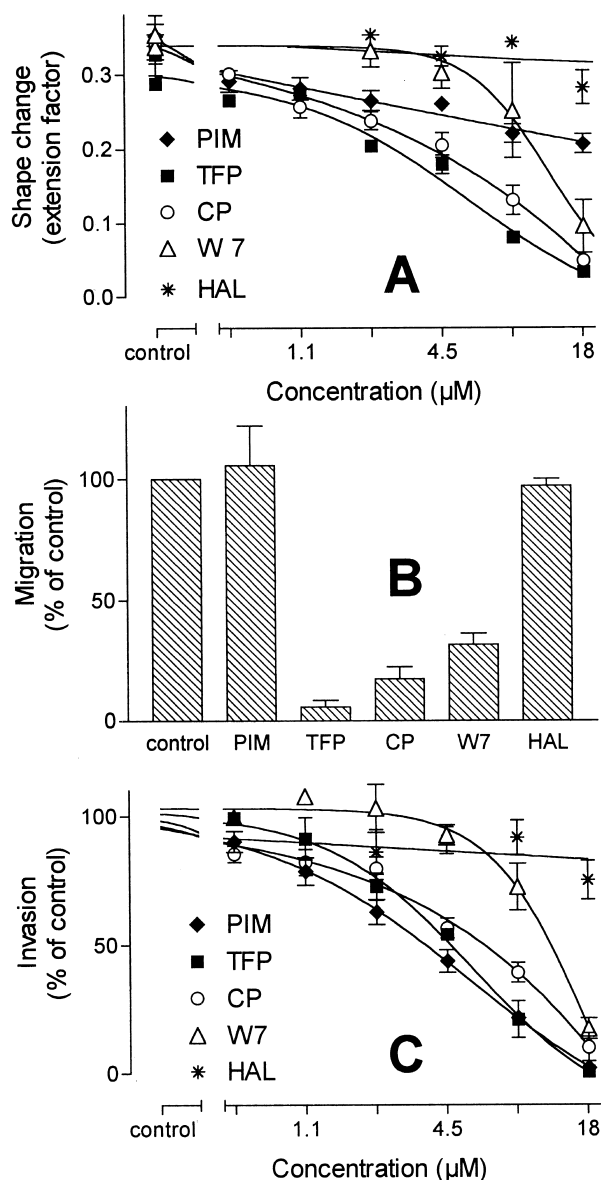 Shape change
(extension factor)
0.3
0.2
0.1
0.0
PIM
TFP
CP
W 7
HAL
A
control
1.1
4.5
18
Concentration (µM)
Migration
(% of control)
100
50
0
B
control
PIM
TFP
CP
W7
HAL
Invasion
(% of control)
100
50
0
PIM
TFP
CP
W7
HAL
C
control
1.1
4.5
18
Concentration (µM)